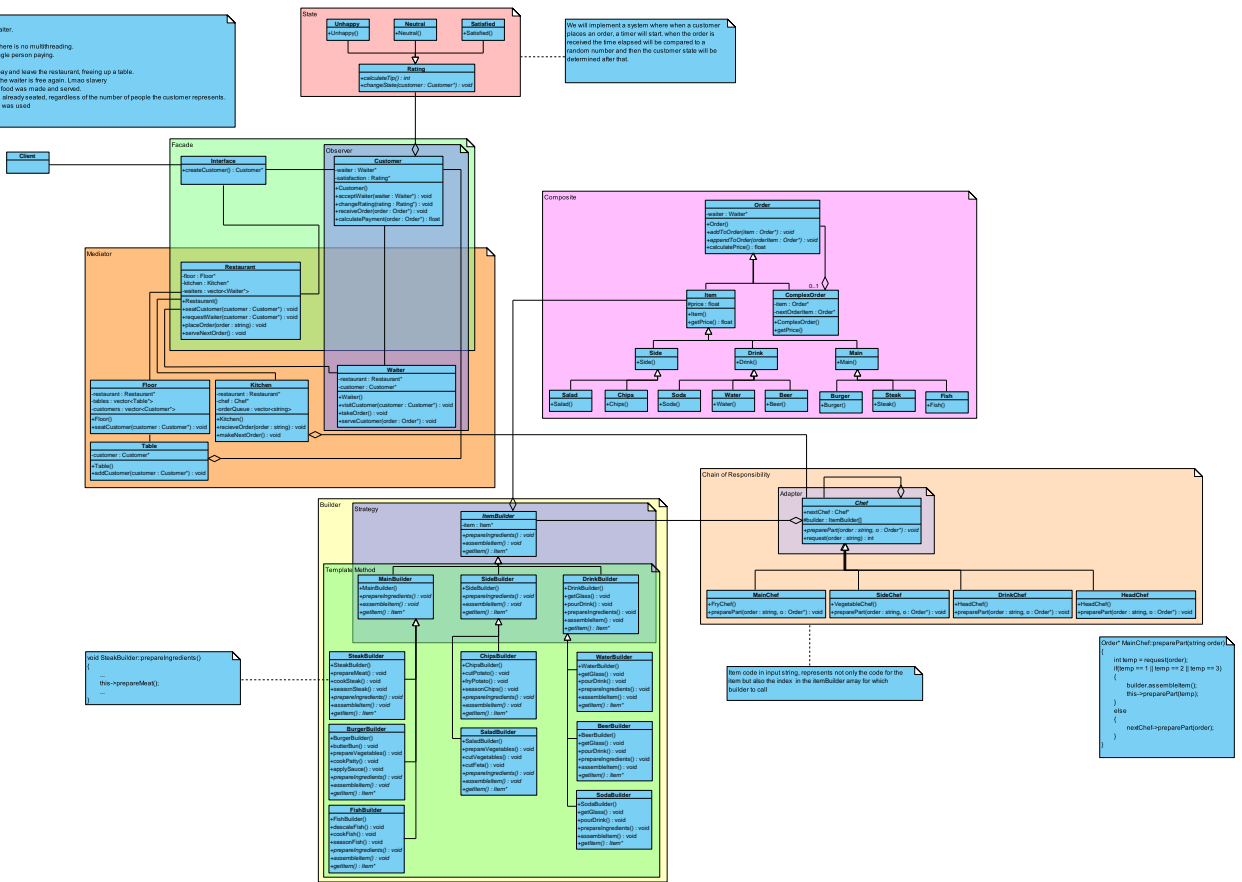 aiter.
here is no multithreading.
gle person paying.
ay and leave the restaurant, freeing up a table.
the waiter is free again. Lmao slavery
food was made and served.
already seated, regardless of the number of people the customer represents.
was used
State
Unhappy
+Unhappy()
Neutral
+Neutral()
Satisfied
+Satisfied()
Rating
+calculateTip() : int
+changeState(customer : Customer*) : void
We will implement a system where when a customer
places an order, a timer will start. when the order is
received the time elapsed will be compared to a
random number and then the customer state will be
determined after that.
Client
Facade
Interface
+createCustomer() : Customer*
Observer
Customer
-waiter : Waiter*
-satisfaction : Rating*
+Customer()
+acceptWaiter(waiter : Waiter*) : void
+changeRating(rating : Rating*) : void
+receiveOrder(order : Order*) : void
+calculatePayment(order : Order*) : float
Mediator
Restaurant
-floor : Floor*
-kitchen : Kitchen*
-waiters : vector<Waiter*>
+Restaurant()
+seatCustomer(customer : Customer*) : void
+requestWaiter(customer : Customer*) : void
+placeOrder(order : string) : void
+serveNextOrder() : void
Floor
-restaurant : Restaurant*
-tables : vector<Table*>
-customers : vector<Customer*>
+Floor()
+seatCustomer(customer : Customer*) : void
Kitchen
-restaurant : Restaurant*
-chef : Chef*
-orderQueue : vector<string>
+Kitchen()
+recieveOrder(order : string) : void
+makeNextOrder() : void
Waiter
-restaurant : Restaurant*
-customer : Customer*
+Waiter()
+visitCustomer(customer : Customer*) : void
+takeOrder() : void
+serveCustomer(order : Order*) : void
Table
-customer : Customer*
+Table()
+addCustomer(customer : Customer*) : void
Composite
Order
-waiter : Waiter*
+Order()
+addToOrder(item : Order*) : void
+appendToOrder(orderItem : Order*) : void
+calculatePrice() : float
0..1
Item
#price : float
+Item()
+getPrice() : float
ComplexOrder
-item : Order*
-nextOrderItem : Order*
+ComplexOrder()
+getPrice()
Side
+Side()
Drink
+Drink()
Main
+Main()
Salad
+Salad()
Chips
+Chips()
Soda
+Soda()
Water
+Water()
Beer
+Beer()
Burger
+Burger()
Steak
+Steak()
Fish
+Fish()
Chain of Responsibility
Adapter
Chef
+nextChef : Chef*
#builder : ItemBuilder[]
+preparePart(order : string, o : Order*) : void
+request(order : string) : int
MainChef
+FryChef()
+preparePart(order : string, o : Order*) : void
SideChef
+VegetableChef()
+preparePart(order : string, o : Order*) : void
DrinkChef
+HeadChef()
+preparePart(order : string, o : Order*) : void
HeadChef
+HeadChef()
+preparePart(order : string, o : Order*) : void
Item code in input string, represents not only the code for the
item but also the index in the itemBuilder array for which
builder to call
Order* MainChef::preparePart(string order)
{
int temp = request(order);
if(temp == 1 || temp == 2 || temp == 3)
{
builder.assembleItem();
this->preparePart(temp);
}
else
{
nextChef->preparePart(order);
}
}
Builder
Strategy
ItemBuilder
-item : Item*
+prepareIngredients() : void
+assembleItem() : void
+getItem() : Item*
Template Method
MainBuilder
+MainBuilder()
+prepareIngredients() : void
+assembleItem() : void
+getItem() : Item*
SideBuilder
+SideBuilder()
+prepareIngredients() : void
+assembleItem() : void
+getItem() : Item*
DrinkBuilder
+DrinkBuilder()
+getGlass() : void
+pourDrink() : void
+prepareIngredients() : void
+assembleItem() : void
+getItem() : Item*
SteakBuilder
+SteakBuilder()
+prepareMeat() : void
+cookSteak() : void
+seasonSteak() : void
+prepareIngredients() : void
+assembleItem() : void
+getItem() : Item*
ChipsBuilder
+ChipsBuilder()
+cutPotato() : void
+fryPotato() : void
+seasonChips() : void
+prepareIngredients() : void
+assembleItem() : void
+getItem() : Item*
WaterBuilder
+WaterBuilder()
+getGlass() : void
+pourDrink() : void
+prepareIngredients() : void
+assembleItem() : void
+getItem() : Item*
BurgerBuilder
+BurgerBuilder()
+butterBun() : void
+prepareVegetables() : void
+cookPatty() : void
+applySauce() : void
+prepareIngredients() : void
+assembleItem() : void
+getItem() : Item*
SaladBuilder
+SaladBuilder()
+prepareVegetables() : void
+cutVegetables() : void
+cutFeta() : void
+prepareIngredients() : void
+assembleItem() : void
+getItem() : Item*
BeerBuilder
+BeerBuilder()
+getGlass() : void
+pourDrink() : void
+prepareIngredients() : void
+assembleItem() : void
+getItem() : Item*
FishBuilder
+FishBuilder()
+descaleFish() : void
+cookFish() : void
+seasonFish() : void
+prepareIngredients() : void
+assembleItem() : void
+getItem() : Item*
SodaBuilder
+SodaBuilder()
+getGlass() : void
+pourDrink() : void
+prepareIngredients() : void
+assembleItem() : void
+getItem() : Item*
void SteakBuilder::prepareIngredients()
{
...
this->prepareMeat();
...
}